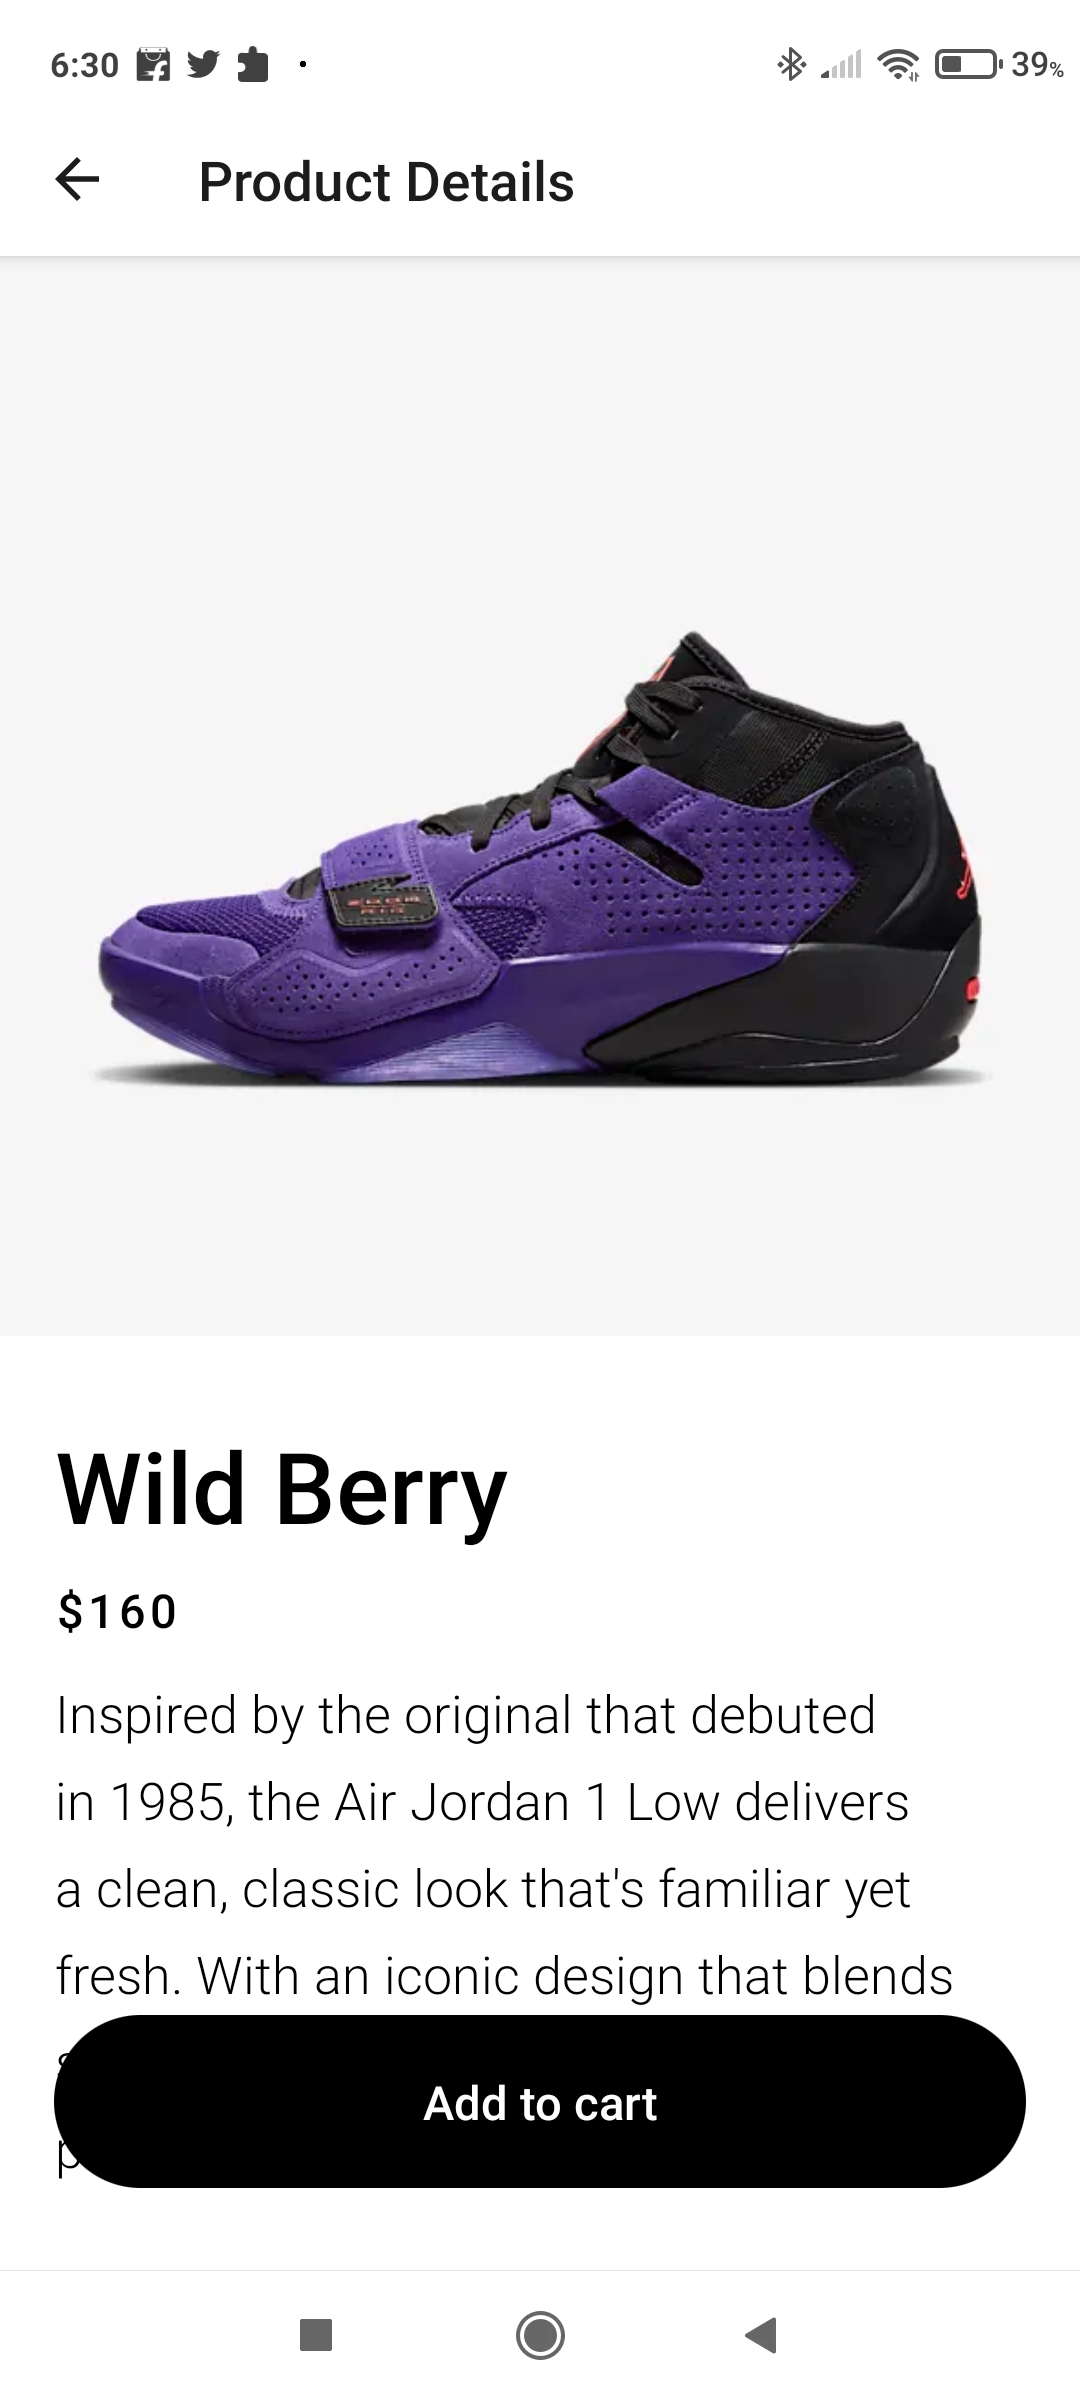 6:30
39%
Product Details
ZOOM
AIR
Wild Berry
$160
Inspired by the original that debuted
in 1985, the Air Jordan 1 Low delivers
a clean, classic look that's familiar yet
fresh. With an iconic design that blends
Add to cart